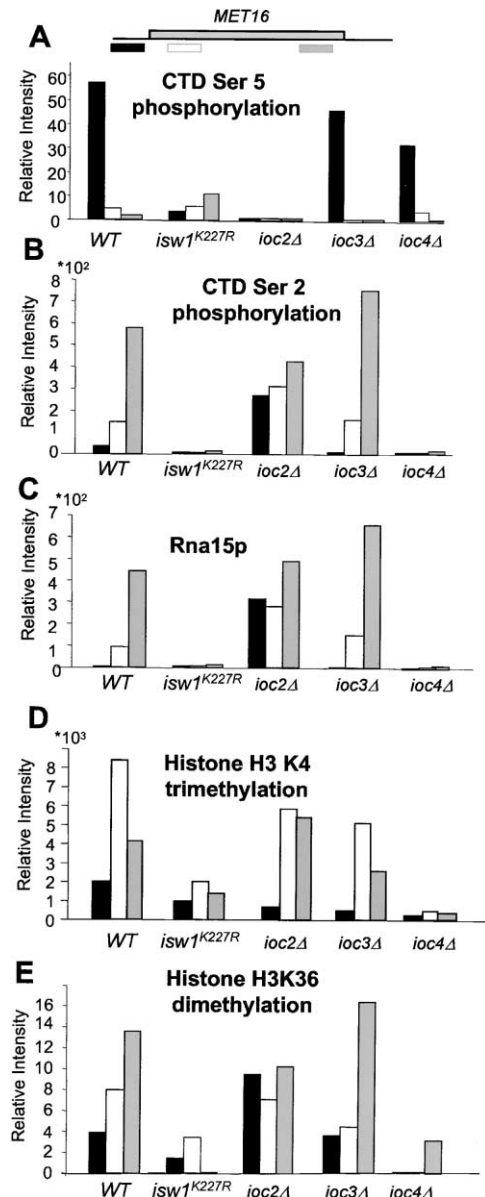 MET16
A
CTD Ser 5
phosphorylation
Relative Intensity
60
50
40
30
20
10
0
WT isw1K227R ioc2Δ ioc3Δ ioc4Δ
B
*10²
CTD Ser 2
phosphorylation
Relative Intensity
8
7
6
5
4
3
2
1
0
WT isw1K227R ioc2Δ ioc3Δ ioc4Δ
C
*10²
Rna15p
Relative Intensity
7
6
5
4
3
2
1
0
WT isw1K227R ioc2Δ ioc3Δ ioc4Δ
D
*10³
Histone H3 K4
trimethylation
Relative Intensity
8
7
6
5
4
3
2
1
0
WT isw1K227R ioc2Δ ioc3Δ ioc4Δ
E
Histone H3K36
dimethylation
Relative Intensity
16
14
12
10
8
6
4
2
0
WT isw1K227R ioc2Δ ioc3Δ ioc4Δ